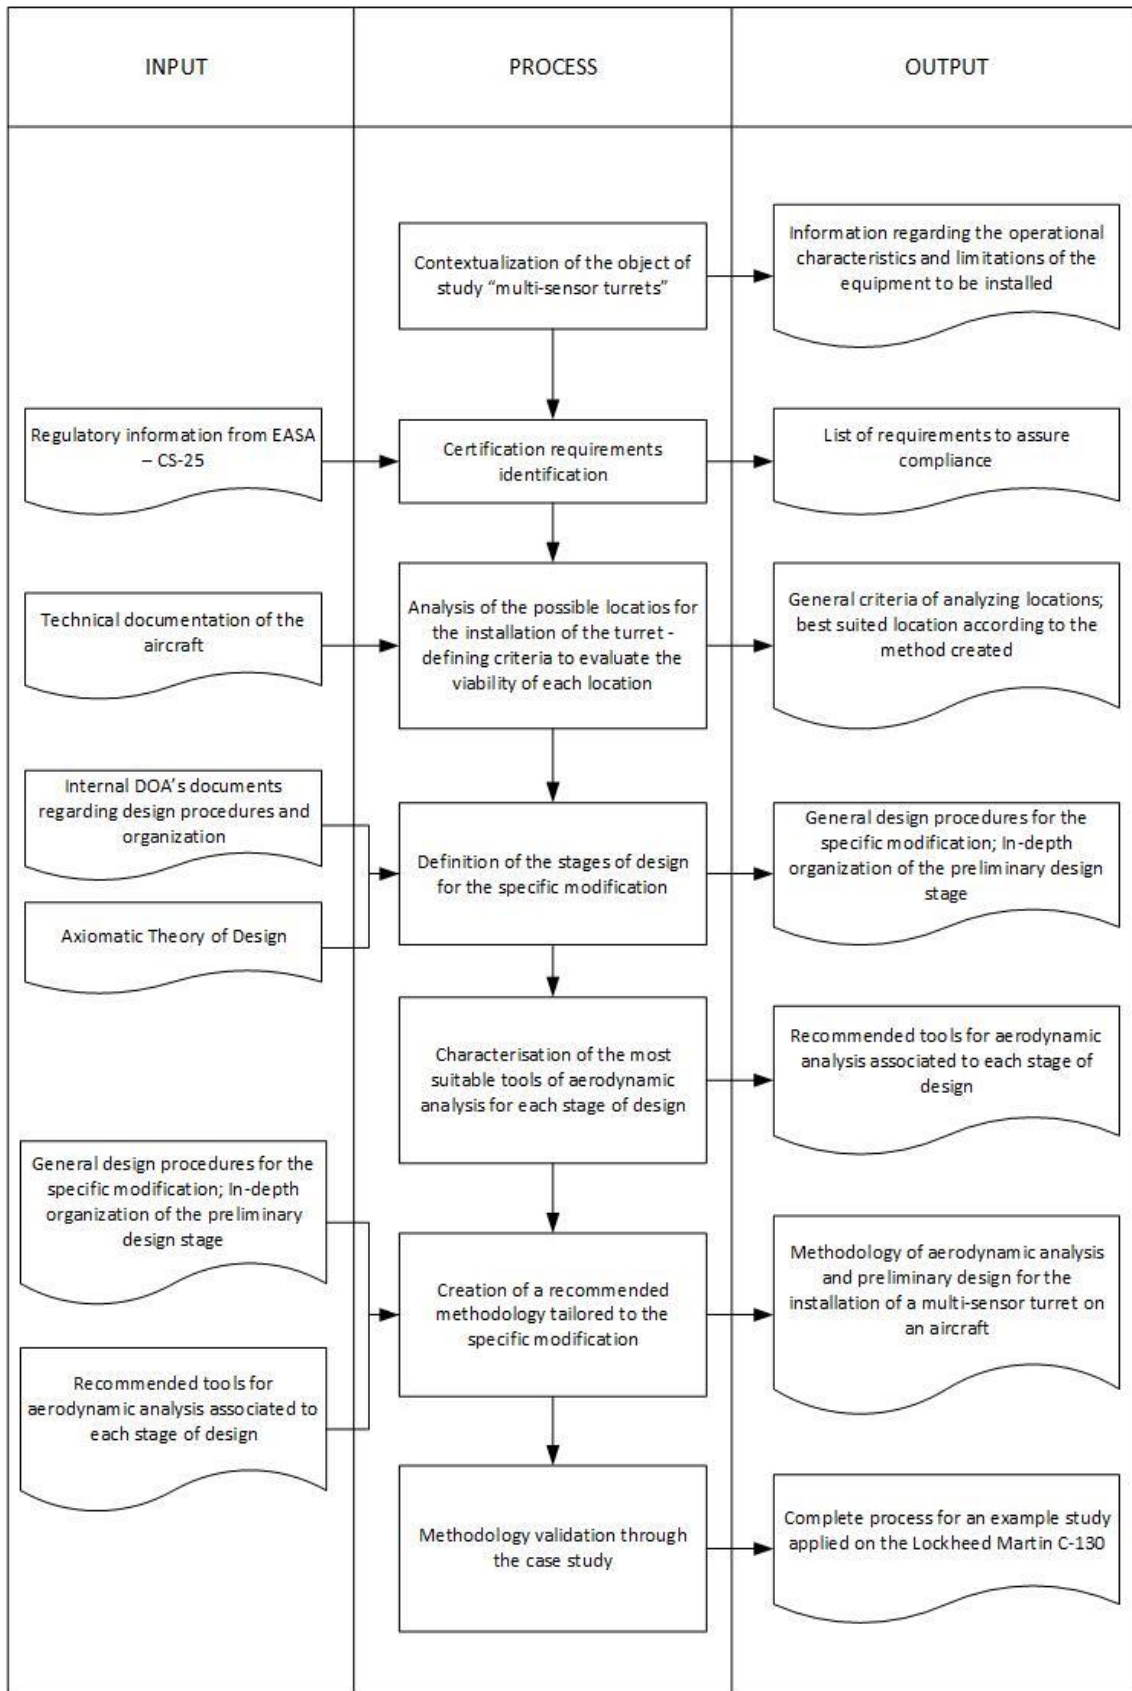 INPUT
PROCESS
OUTPUT
Contextualization of the object of
study “multi-sensor turrets”
Information regarding the operational
characteristics and limitations of the
equipment to be installed
Regulatory information from EASA
– CS-25
Certification requirements
identification
List of requirements to assure
compliance
Technical documentation of the
aircraft
Analysis of the possible locatios for
the installation of the turret -
defining criteria to evaluate the
viability of each location
General criteria of analyzing locations;
best suited location according to the
method created
Internal DOA’s documents
regarding design procedures and
organization
Axiomatic Theory of Design
Definition of the stages of design
for the specific modification
General design procedures for the
specific modification; In-depth
organization of the preliminary design
stage
Characterisation of the most
suitable tools of aerodynamic
analysis for each stage of design
Recommended tools for aerodynamic
analysis associated to each stage of
design
General design procedures for the
specific modification; In-depth
organization of the preliminary
design stage
Recommended tools for
aerodynamic analysis associated to
each stage of design
Creation of a recommended
methodology tailored to the
specific modification
Methodology of aerodynamic analysis
and preliminary design for the
installation of a multi-sensor turret on
an aircraft
Methodology validation through
the case study
Complete process for an example study
applied on the Lockheed Martin C-130